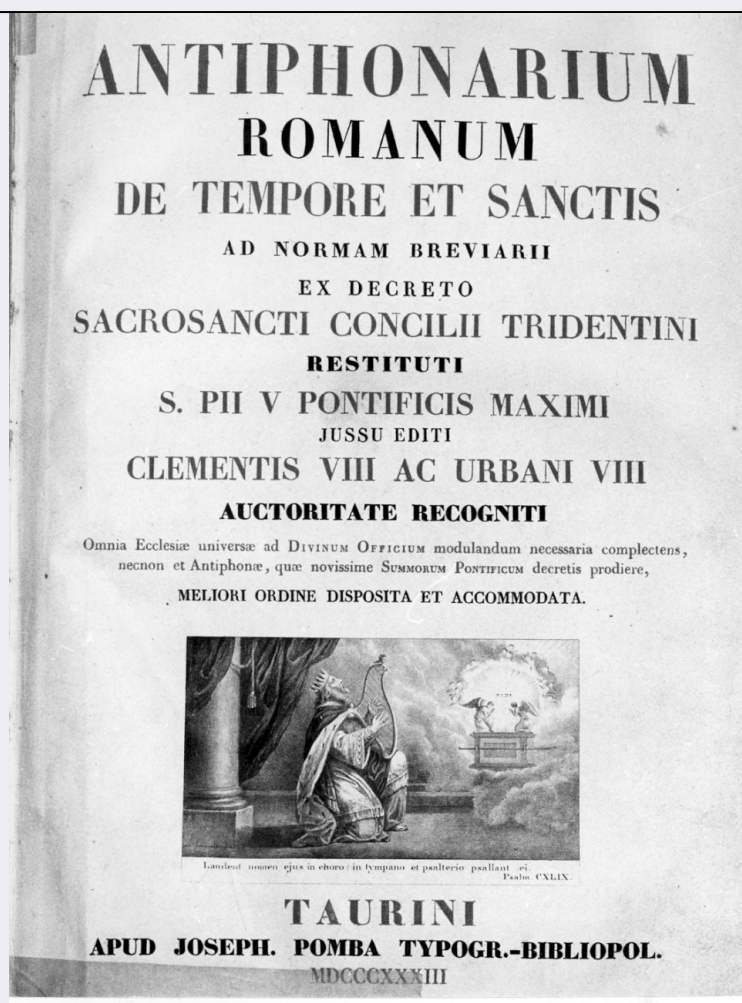 ANTIPHONARIUM
ROMANUM
DE TEMPORE ET SANCTIS
AD NORMAM BREVIARII
EX DECRETO
SACROSANCTI CONCILII TRIDENTINI
RESTITUTI
S. PII V PONTIFICIS MAXIMI
JUSSU EDITI
CLEMENTIS VIII AC URBANI VIII
AUCTORITATE RECOGNITI
Omnia Ecclesiæ universæ ad DIVINUM OFFICIUM modulandum necessaria complectens,
necnon et Antiphonæ, quæ novissime SUMMORUM PONTIFICUM decretis prodiere,
MELIORI ORDINE DISPOSITA ET ACCOMMODATA.
Laudent nomen ejus in choro: in tympano et psalterio psallant ei.
Psalm CXLIX.
TAURINI
APUD JOSEPH. POMBA TYPOGR.-BIBLIOPOL.
MDCCCXXXIII